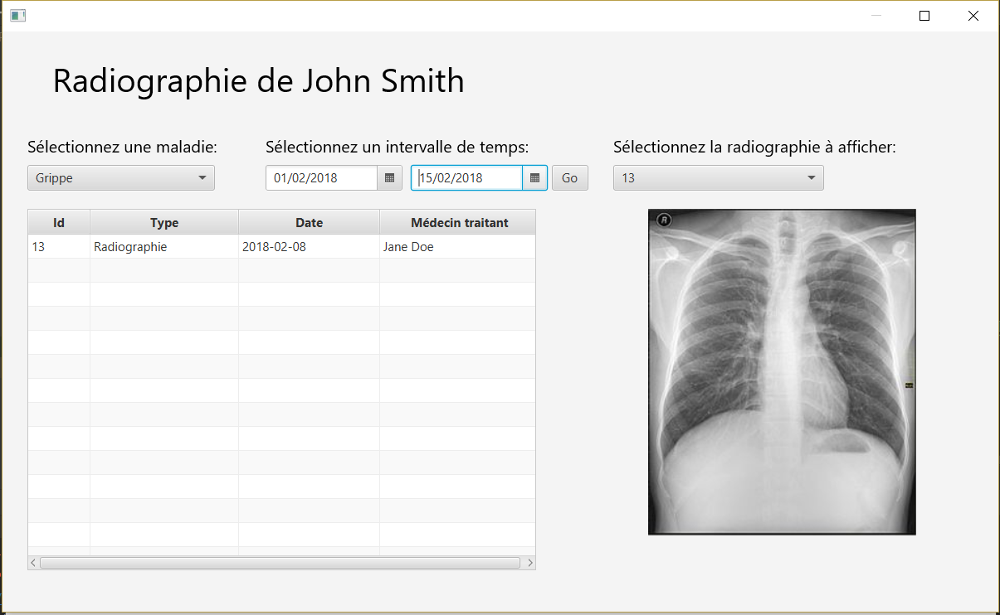 Radiographie de John Smith
Sélectionnez une maladie: Sélectionnez un intervalle de temps: Sélectionnez la radiographie à afficher:
Grippe 01/02/2018 15/02/2018 Go 13
Id Type Date Médecin traitant
13 Radiographie 2018-02-08 Jane Doe
R